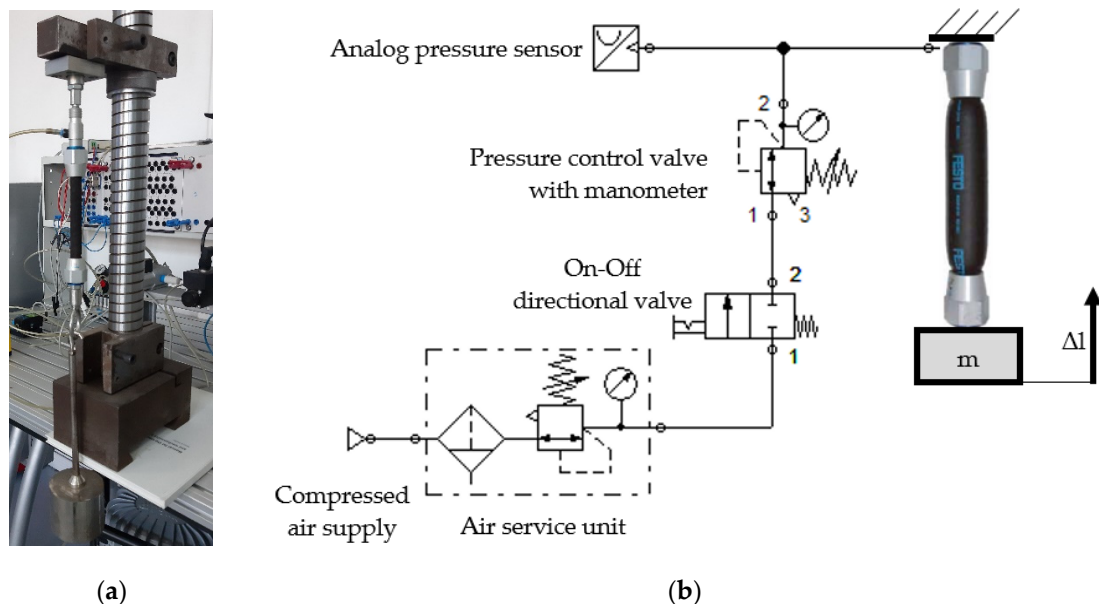 Analog pressure sensor
2
Pressure control valve
with manometer
1
3
FESTO
FESTO
FESTO
On-Off
directional valve
2
1
Δl
m
Compressed
air supply
Air service unit
(a)
(b)